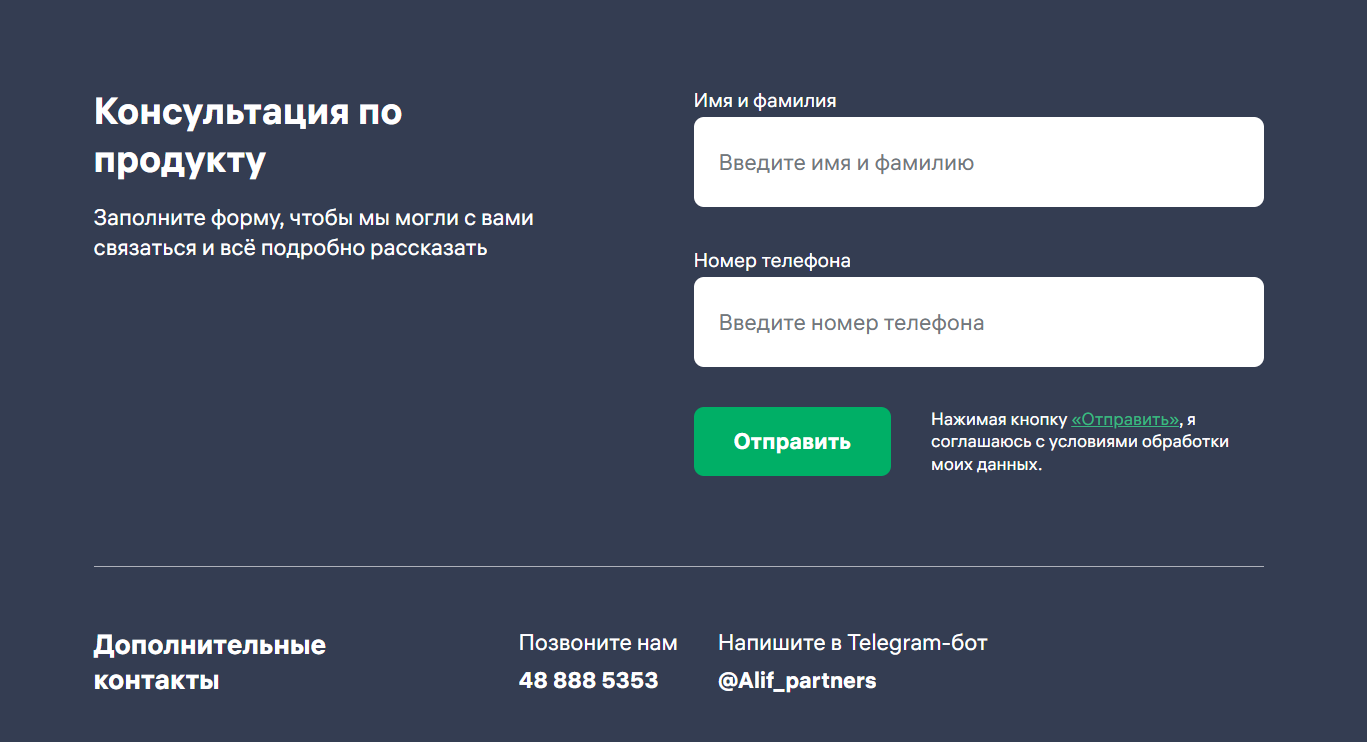 Консультация по
продукту
Заполните форму, чтобы мы могли с вами
связаться и всё подробно рассказать
Имя и фамилия
Введите имя и фамилию
Номер телефона
Введите номер телефона
Отправить
Нажимая кнопку «Отправить», я
соглашаюсь с условиями обработки
моих данных.
Дополнительные
контакты
Позвоните нам
48 888 5353
Напишите в Telegram-бот
@Alif_partners